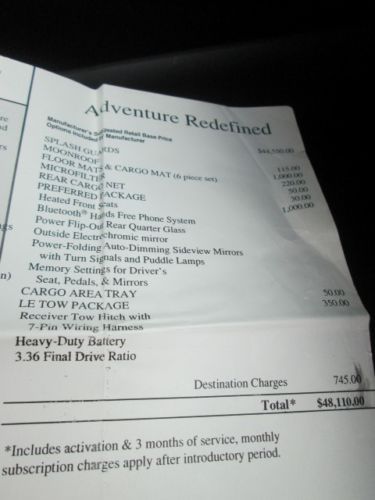 Adventure Redefined
Manufacturer's Suggested Retail Base Price $44,550.00
Options Included by Manufacturer
SPLASH GUARDS 115.00
MOONROOF 1,000.00
FLOOR MATS & CARGO MAT (6 piece set) 220.00
MICROFILTER 50.00
REAR CARGO NET 30.00
PREFERRED PACKAGE 1,000.00
Heated Front Seats
Bluetooth® Hands Free Phone System
Power Flip-Out Rear Quarter Glass
Outside Electrochromic mirror
Power-Folding Auto-Dimming Sideview Mirrors
with Turn Signals and Puddle Lamps
Memory Settings for Driver's
Seat, Pedals, & Mirrors
CARGO AREA TRAY 50.00
LE TOW PACKAGE 350.00
Receiver Tow Hitch with
7-Pin Wiring Harness
Heavy-Duty Battery
3.36 Final Drive Ratio
Destination Charges 745.00
Total* $48,110.00
*Includes activation & 3 months of service, monthly
subscription charges apply after introductory period.